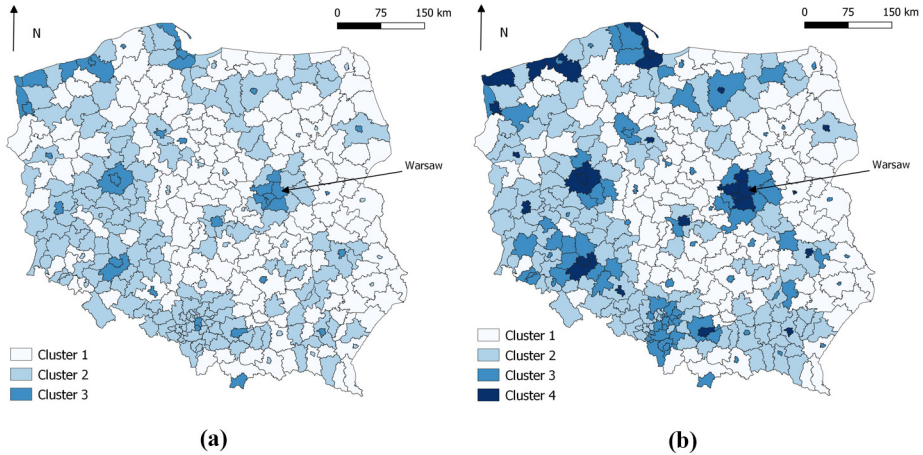 0 75 150 km
N
Warsaw
Cluster 1
Cluster 2
Cluster 3
(a)
0 75 150 km
N
Warsaw
Cluster 1
Cluster 2
Cluster 3
Cluster 4
(b)